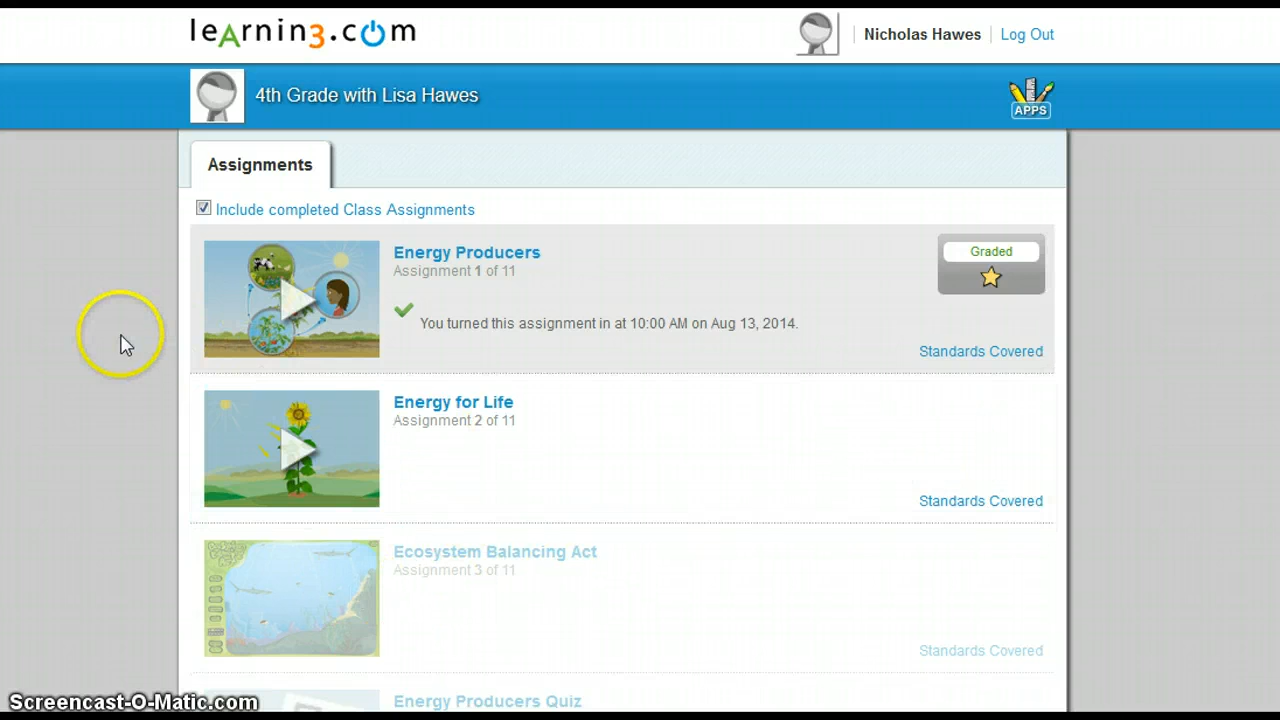 learnin3.com
Nicholas Hawes
Log Out
4th Grade with Lisa Hawes
APPS
Assignments
Include completed Class Assignments
Energy Producers
Assignment 1 of 11
Graded
You turned this assignment in at 10:00 AM on Aug 13, 2014.
Standards Covered
Energy for Life
Assignment 2 of 11
Standards Covered
Ecosystem Balancing Act
Assignment 3 of 11
Standards Covered
Energy Producers Quiz
Screencast-O-Matic.com